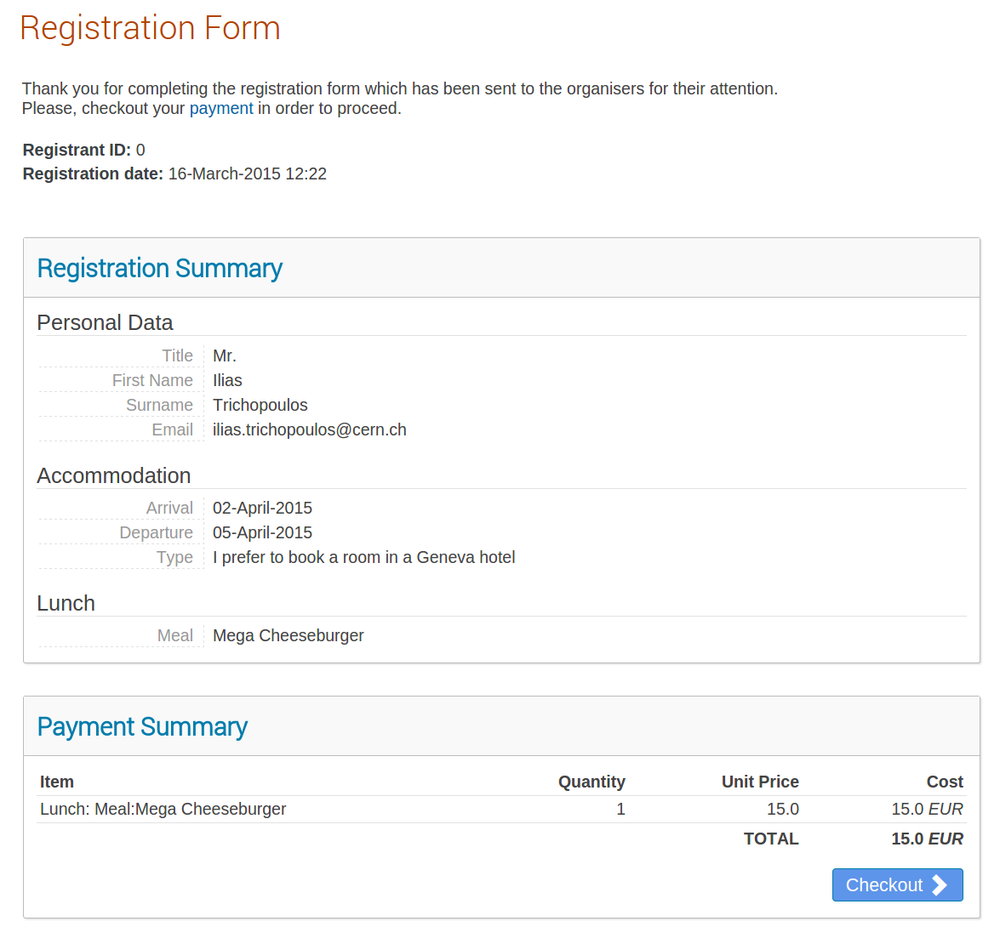 Registration Form
Thank you for completing the registration form which has been sent to the organisers for their attention.
Please, checkout your payment in order to proceed.
Registrant ID: 0
Registration date: 16-March-2015 12:22
Registration Summary
Personal Data
Title Mr.
First Name Ilias
Surname Trichopoulos
Email ilias.trichopoulos@cern.ch
Accommodation
Arrival 02-April-2015
Departure 05-April-2015
Type I prefer to book a room in a Geneva hotel
Lunch
Meal Mega Cheeseburger
Payment Summary
Item Quantity Unit Price Cost
Lunch: Meal:Mega Cheeseburger 1 15.0 15.0 EUR
TOTAL 15.0 EUR
Checkout